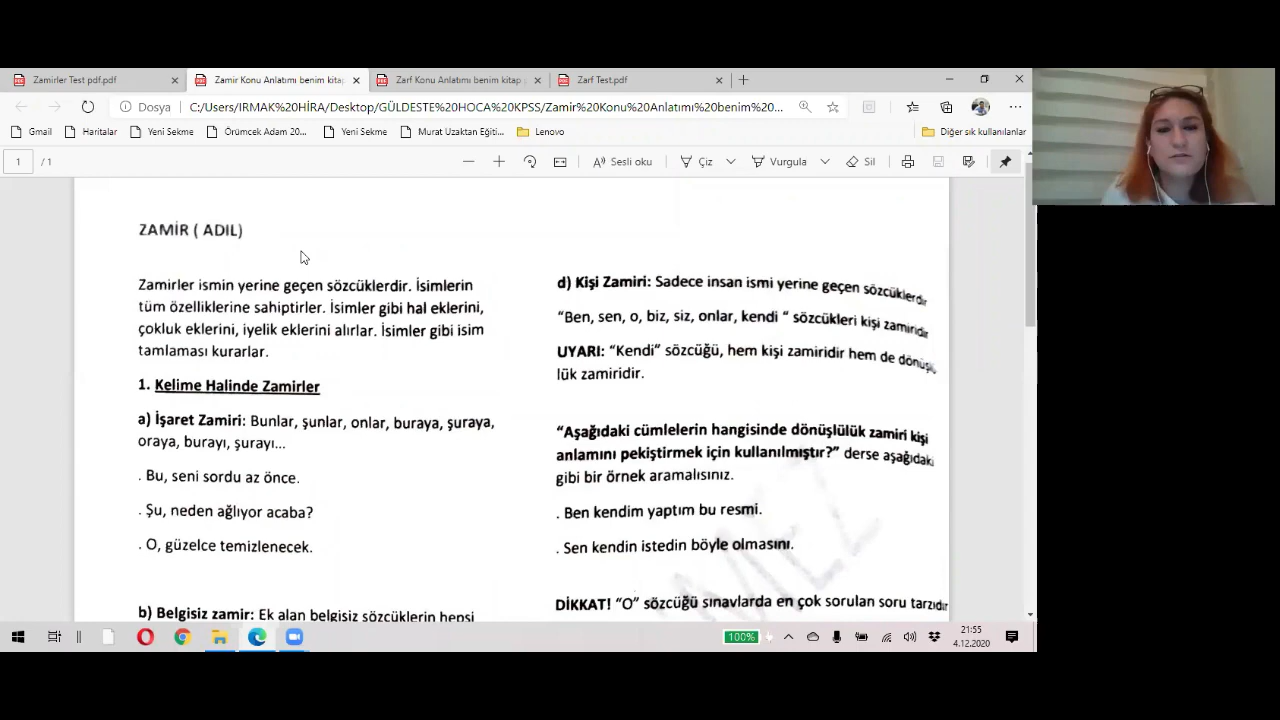 Zamirler Test pdf.pdf
Zamir Konu Anlatımı benim kitap
Zarf Konu Anlatımı benim kitap
Zarf Test.pdf
Dosya
C:/Users/IRMAK%20HİRA/Desktop/GÜLDESTE%20HOCA%20KPSS/Zamir%20Konu%20Anlatımı%20benim%20...
Gmail
Haritalar
Yeni Sekme
Örümcek Adam 20...
Yeni Sekme
Murat Uzaktan Eğiti...
Lenovo
Diğer sık kullanılanlar
1 / 1
Sesli oku
Çiz
Vurgula
Sil
ZAMİR ( ADIL)
Zamirler ismin yerine geçen sözcüklerdir. İsimlerin
tüm özelliklerine sahiptirler. İsimler gibi hal eklerini,
çokluk eklerini, iyelik eklerini alırlar. İsimler gibi isim
tamlaması kurarlar.
1. Kelime Halinde Zamirler
a) İşaret Zamiri: Bunlar, şunlar, onlar, buraya, şuraya,
oraya, burayı, şurayı...
. Bu, seni sordu az önce.
. Şu, neden ağlıyor acaba?
. O, güzelce temizlenecek.
b) Belgisiz zamir: Ek alan belgisiz sözcüklerin hepsi
d) Kişi Zamiri: Sadece insan ismi yerine geçen sözcüklerdir
"Ben, sen, o, biz, siz, onlar, kendi " sözcükleri kişi zamiridir
UYARI: "Kendi" sözcüğü, hem kişi zamiridir hem de dönüşlü
lük zamiridir.
"Aşağıdaki cümlelerin hangisinde dönüşlülük zamiri kişi
anlamını pekiştirmek için kullanılmıştır?" derse aşağıdaki
gibi bir örnek aramalısınız.
. Ben kendim yaptım bu resmi.
. Sen kendin istedin böyle olmasını.
DİKKAT! "O" sözcüğü sınavlarda en çok sorulan soru tarzıdır
100%
21:55
4.12.2020